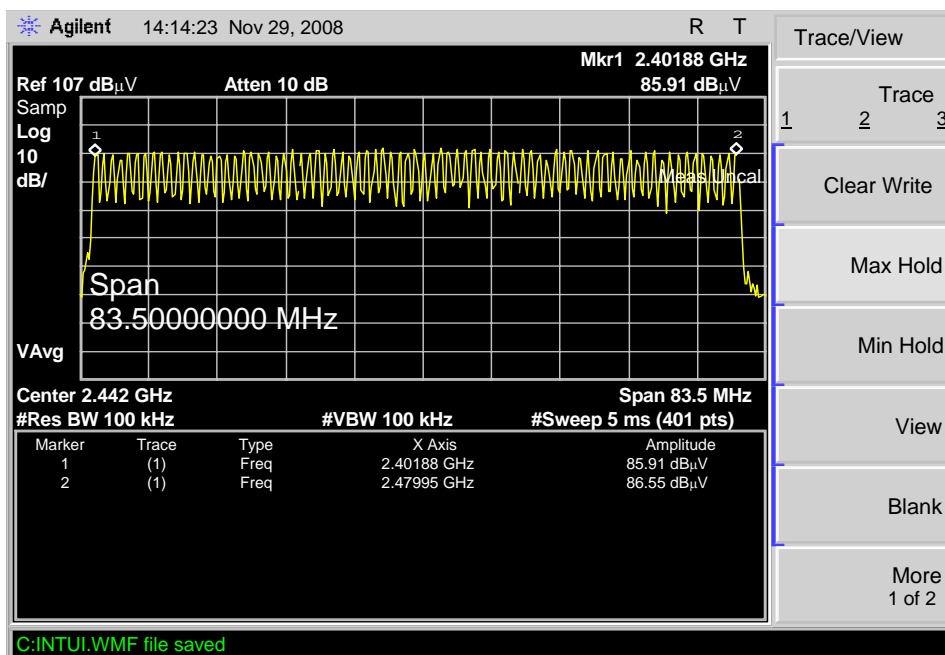 Agilent 14:14:23 Nov 29, 2008 R T
Trace/View
Mkr1 2.40188 GHz
Ref 107 dBμV Atten 10 dB 85.91 dBμV
Samp
Log
10
dB/
1
2
Meas Uncal
Span
83.50000000 MHz
VAvg
Center 2.442 GHz Span 83.5 MHz
#Res BW 100 kHz #VBW 100 kHz #Sweep 5 ms (401 pts)
Marker Trace Type X Axis Amplitude
1 (1) Freq 2.40188 GHz 85.91 dBμV
2 (1) Freq 2.47995 GHz 86.55 dBμV
Trace
1 2 3
Clear Write
Max Hold
Min Hold
View
Blank
More
1 of 2
C:INTUI.WMF file saved